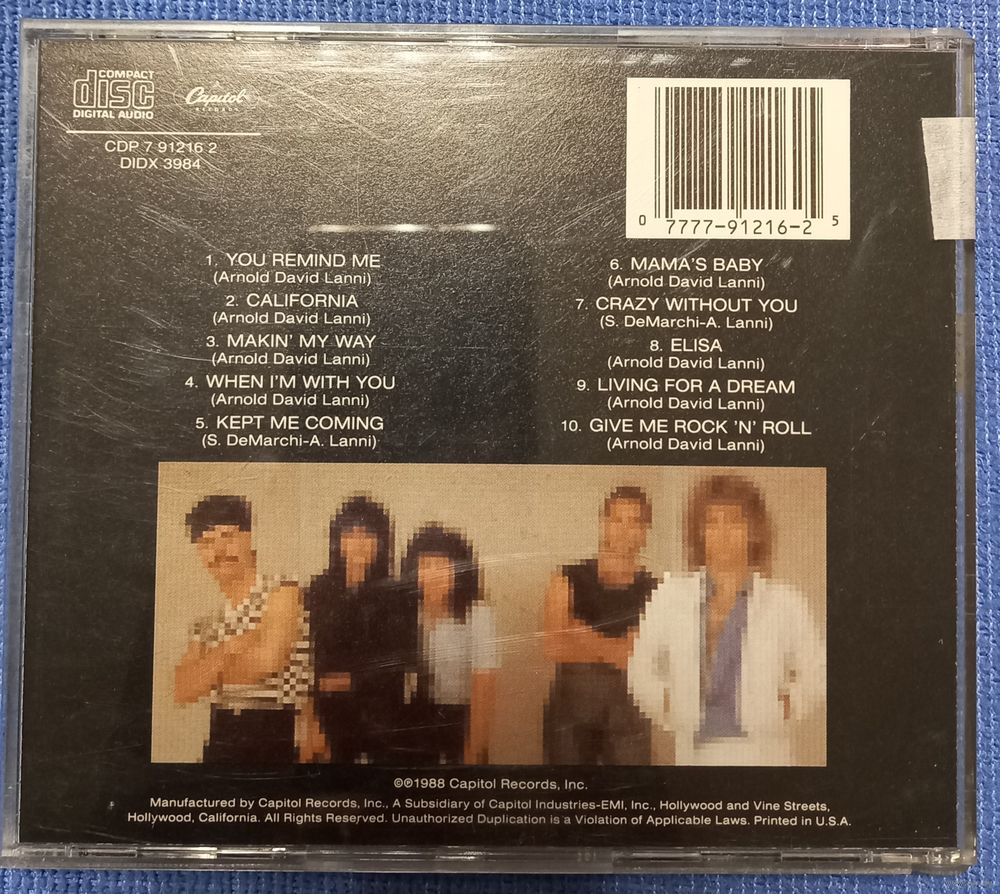 COMPACT
disc
DIGITAL AUDIO
Capitol
RECORDS
CDP 7 91216 2
DIDX 3984
0 7777-91216-2 5
1. YOU REMIND ME
(Arnold David Lanni)
2. CALIFORNIA
(Arnold David Lanni)
3. MAKIN' MY WAY
(Arnold David Lanni)
4. WHEN I'M WITH YOU
(Arnold David Lanni)
5. KEPT ME COMING
(S. DeMarchi-A. Lanni)
6. MAMA'S BABY
(Arnold David Lanni)
7. CRAZY WITHOUT YOU
(S. DeMarchi-A. Lanni)
8. ELISA
(Arnold David Lanni)
9. LIVING FOR A DREAM
(Arnold David Lanni)
10. GIVE ME ROCK 'N' ROLL
(Arnold David Lanni)
©℗1988 Capitol Records, Inc.
Manufactured by Capitol Records, Inc., A Subsidiary of Capitol Industries-EMI, Inc., Hollywood and Vine Streets,
Hollywood, California. All Rights Reserved. Unauthorized Duplication is a Violation of Applicable Laws. Printed in U.S.A.